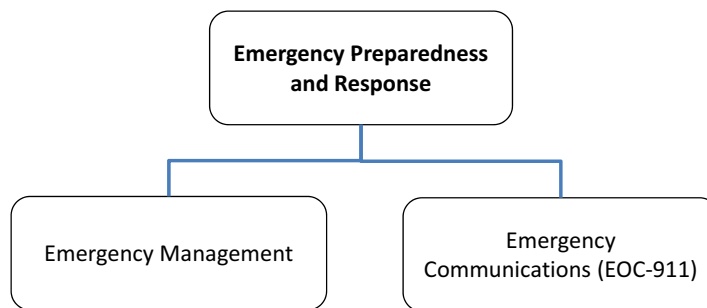 Emergency Preparedness
and Response
Emergency Management
Emergency
Communications (EOC-911)